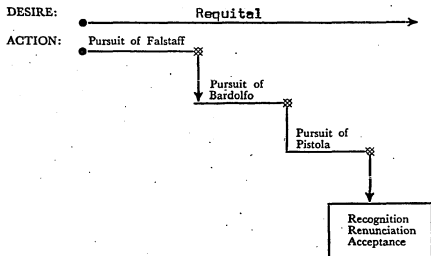 DESIRE: Requital
ACTION: Pursuit of Falstaff
Pursuit of
Bardolfo
Pursuit of
Pistola
Recognition
Renunciation
Acceptance